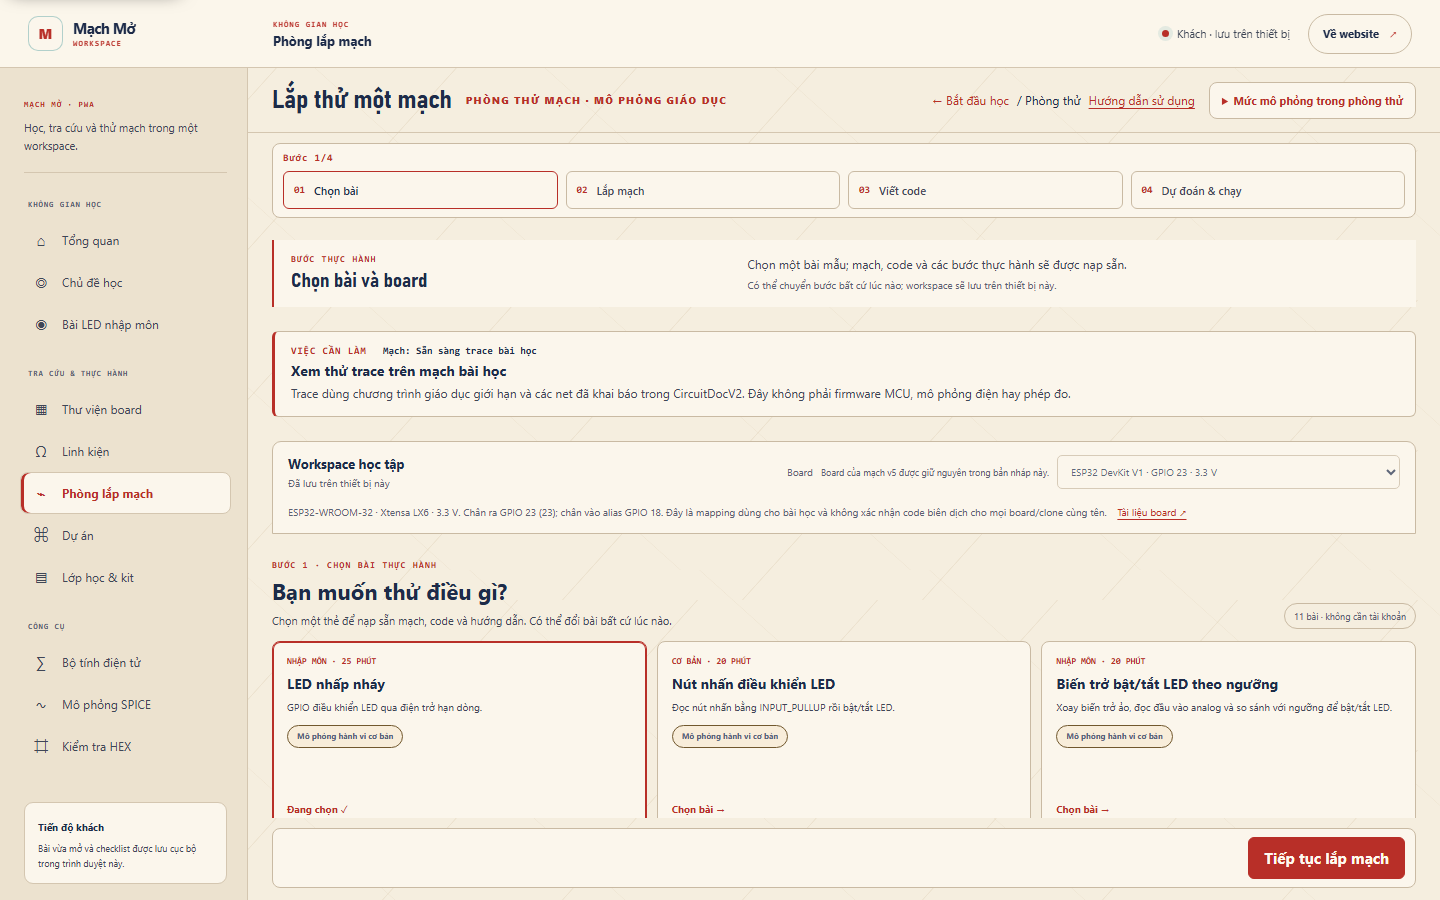 M
Mạch Mở
WORKSPACE
KHÔNG GIAN HỌC
Phòng lắp mạch
Khách · lưu trên thiết bị
Về website ↗
MẠCH MỞ · PWA
Học, tra cứu và thử mạch trong một
workspace.
KHÔNG GIAN HỌC
Tổng quan
Chủ đề học
Bài LED nhập môn
TRA CỨU & THỰC HÀNH
Thư viện board
Linh kiện
Phòng lắp mạch
Dự án
Lớp học & kit
CÔNG CỤ
Bộ tính điện tử
Mô phỏng SPICE
Kiểm tra HEX
Tiến độ khách
Bài vừa mở và checklist được lưu cục bộ
trong trình duyệt này.
Lắp thử một mạch
PHÒNG THỬ MẠCH · MÔ PHỎNG GIÁO DỤC
← Bắt đầu học / Phòng thử Hướng dẫn sử dụng
▶ Mức mô phỏng trong phòng thử
Bước 1/4
01 Chọn bài
02 Lắp mạch
03 Viết code
04 Dự đoán & chạy
BƯỚC THỰC HÀNH
Chọn bài và board
Chọn một bài mẫu; mạch, code và các bước thực hành sẽ được nạp sẵn.
Có thể chuyển bước bất cứ lúc nào; workspace sẽ lưu trên thiết bị này.
VIỆC CẦN LÀM Mạch: Sẵn sàng trace bài học
Xem thử trace trên mạch bài học
Trace dùng chương trình giáo dục giới hạn và các net đã khai báo trong CircuitDocV2. Đây không phải firmware MCU, mô phỏng điện hay phép đo.
Workspace học tập
Đã lưu trên thiết bị này
Board Board của mạch v5 được giữ nguyên trong bản nháp này.
ESP32 DevKit V1 · GPIO 23 · 3.3 V
ESP32-WROOM-32 · Xtensa LX6 · 3.3 V. Chân ra GPIO 23 (23); chân vào alias GPIO 18. Đây là mapping dùng cho bài học và không xác nhận code biên dịch cho mọi board/clone cùng tên. Tài liệu board ↗
BƯỚC 1 · CHỌN BÀI THỰC HÀNH
Bạn muốn thử điều gì?
Chọn một thẻ để nạp sẵn mạch, code và hướng dẫn. Có thể đổi bài bất cứ lúc nào.
11 bài · không cần tài khoản
NHẬP MÔN · 25 PHÚT
LED nhấp nháy
GPIO điều khiển LED qua điện trở hạn dòng.
Mô phỏng hành vi cơ bản
Đang chọn ✓
CƠ BẢN · 20 PHÚT
Nút nhấn điều khiển LED
Đọc nút nhấn bằng INPUT_PULLUP rồi bật/tắt LED.
Mô phỏng hành vi cơ bản
Chọn bài →
NHẬP MÔN · 20 PHÚT
Biến trở bật/tắt LED theo ngưỡng
Xoay biến trở ảo, đọc đầu vào analog và so sánh với ngưỡng để bật/tắt LED.
Mô phỏng hành vi cơ bản
Chọn bài →
Tiếp tục lắp mạch